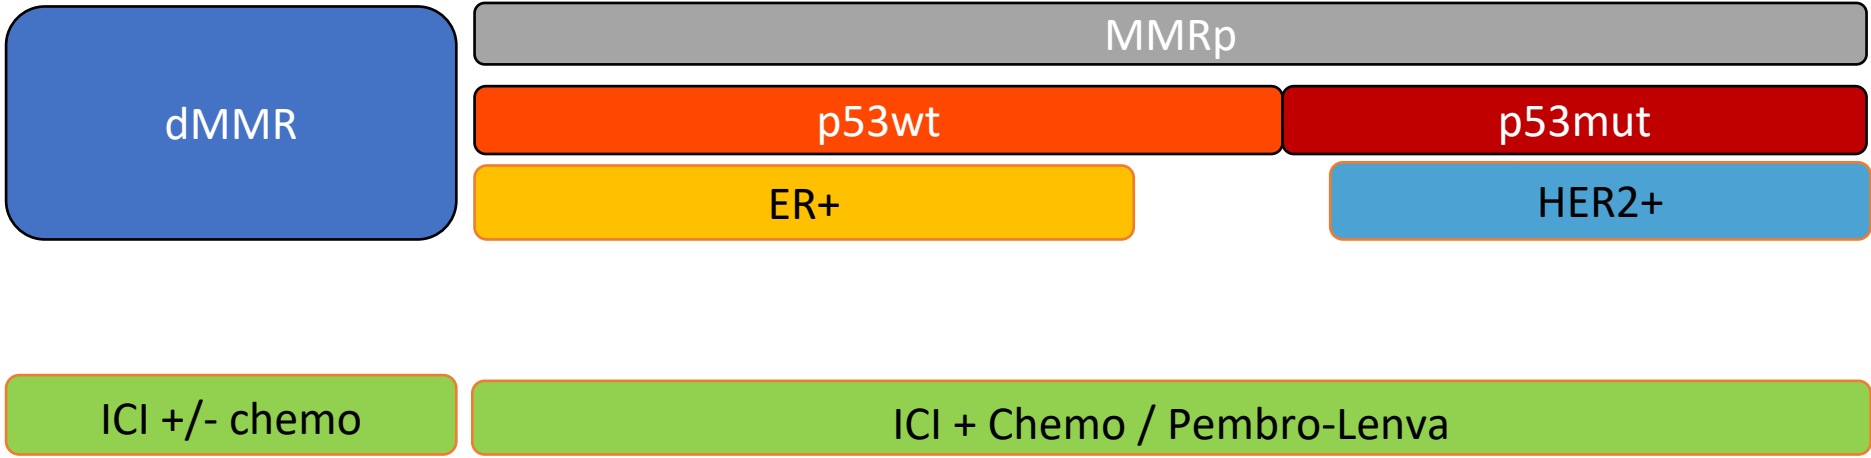 dMMR
MMRp
p53wt
p53mut
ER+
HER2+
ICI +/- chemo
ICI + Chemo / Pembro-Lenva